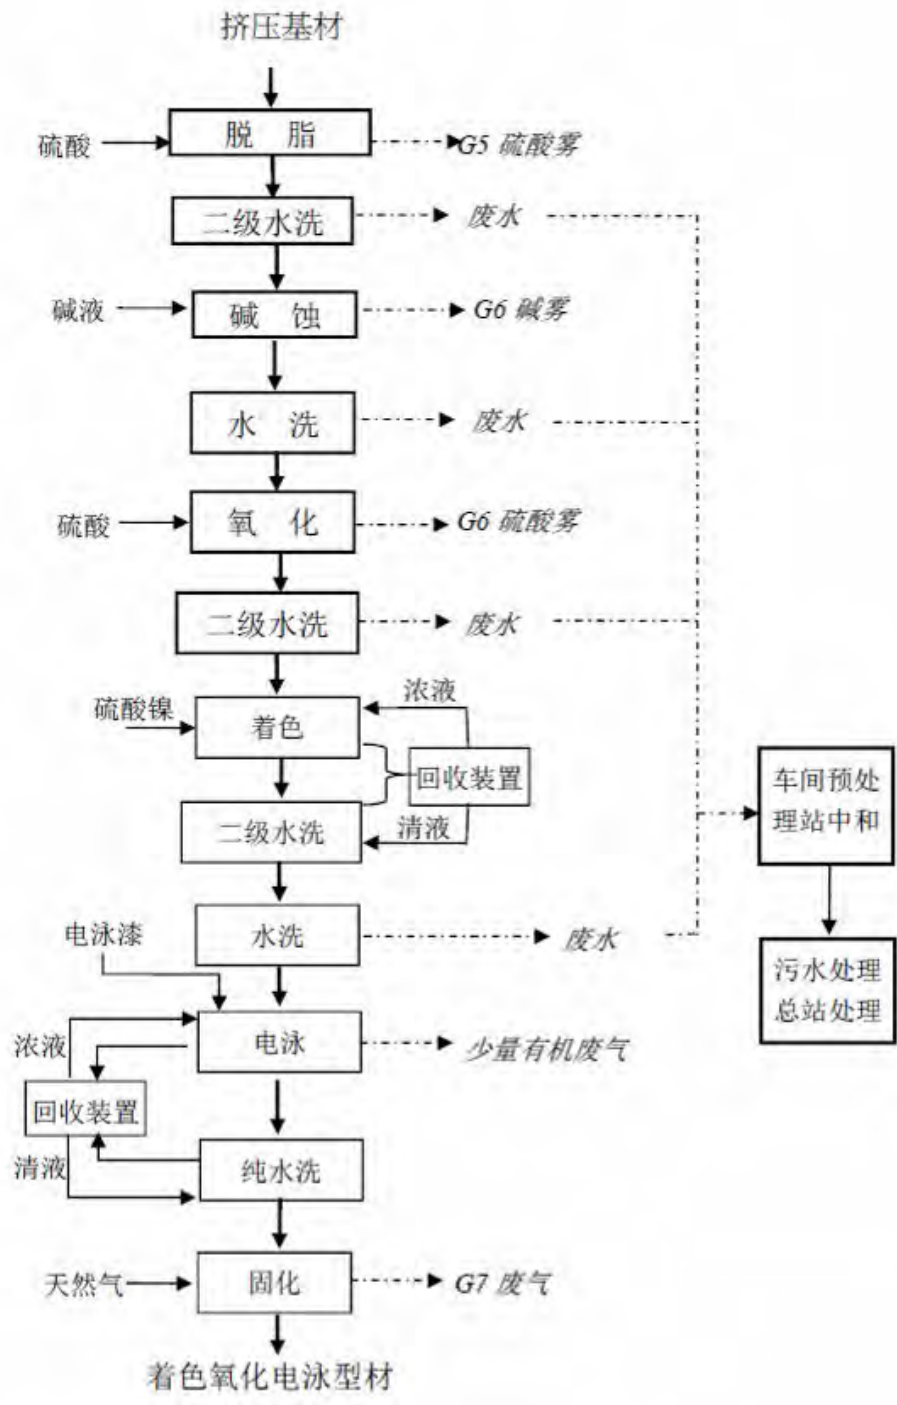 挤压基材
脱 脂
硫酸
G5 硫酸雾
二级水洗
废水
碱液
碱 蚀
G6 碱雾
水 洗
废水
硫酸
氧 化
G6 硫酸雾
二级水洗
废水
浓液
硫酸镍
着色
回收装置
车间预处
理站中和
二级水洗
清液
电泳漆
水洗
废水
污水处理
总站处理
浓液
电泳
少量有机废气
回收装置
清液
纯水洗
天然气
固化
G7 废气
着色氧化电泳型材